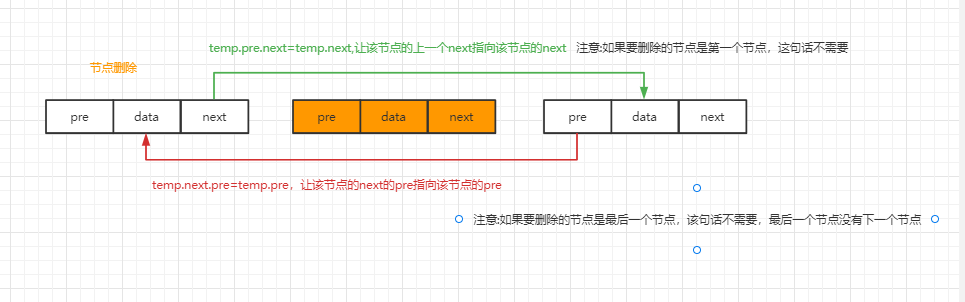 temp.pre.next=temp.next,让该节点的上一个next指向该节点的next 注意:如果要删除的节点是第一个节点，这句话不需要
节点删除
pre data next pre data next pre data next
temp.next.pre=temp.pre，让该节点的next的pre指向该节点的pre
注意:如果要删除的节点是最后一个节点，该句话不需要，最后一个节点没有下一个节点